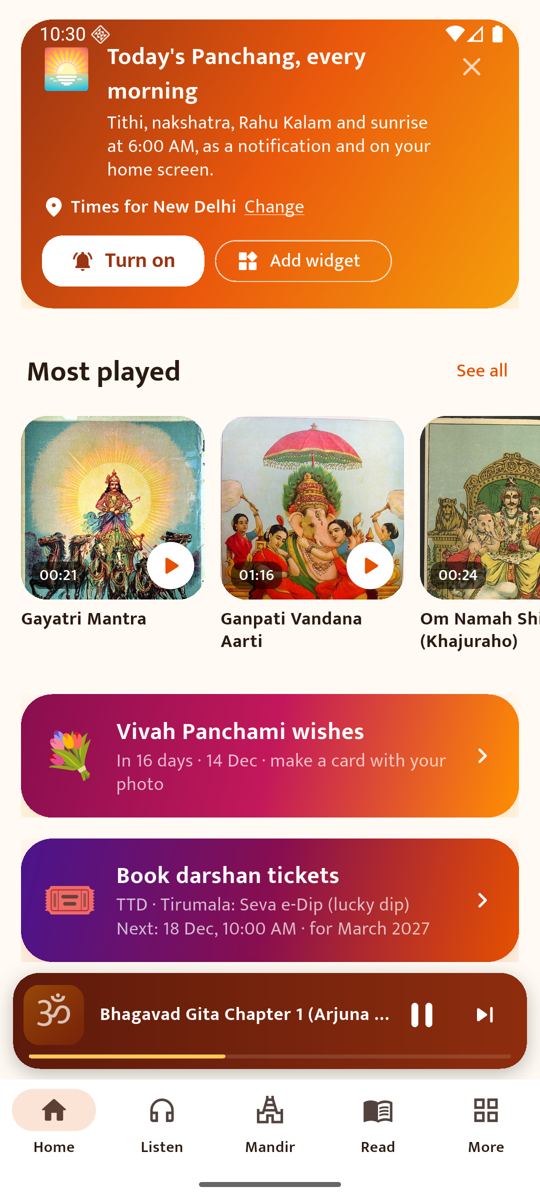 10:30
Today's Panchang, every
morning
Tithi, nakshatra, Rahu Kalam and sunrise
at 6:00 AM, as a notification and on your
home screen.
Times for New Delhi Change
Turn on
Add widget
Most played
See all
00:21
01:16
00:24
Gayatri Mantra
Ganpati Vandana
Aarti
Om Namah Shi
(Khajuraho)
Vivah Panchami wishes
In 16 days · 14 Dec · make a card with your
photo
Book darshan tickets
TTD · Tirumala: Seva e-Dip (lucky dip)
Next: 18 Dec, 10:00 AM · for March 2027
ॐ
Bhagavad Gita Chapter 1 (Arjuna ...
Home
Listen
Mandir
Read
More